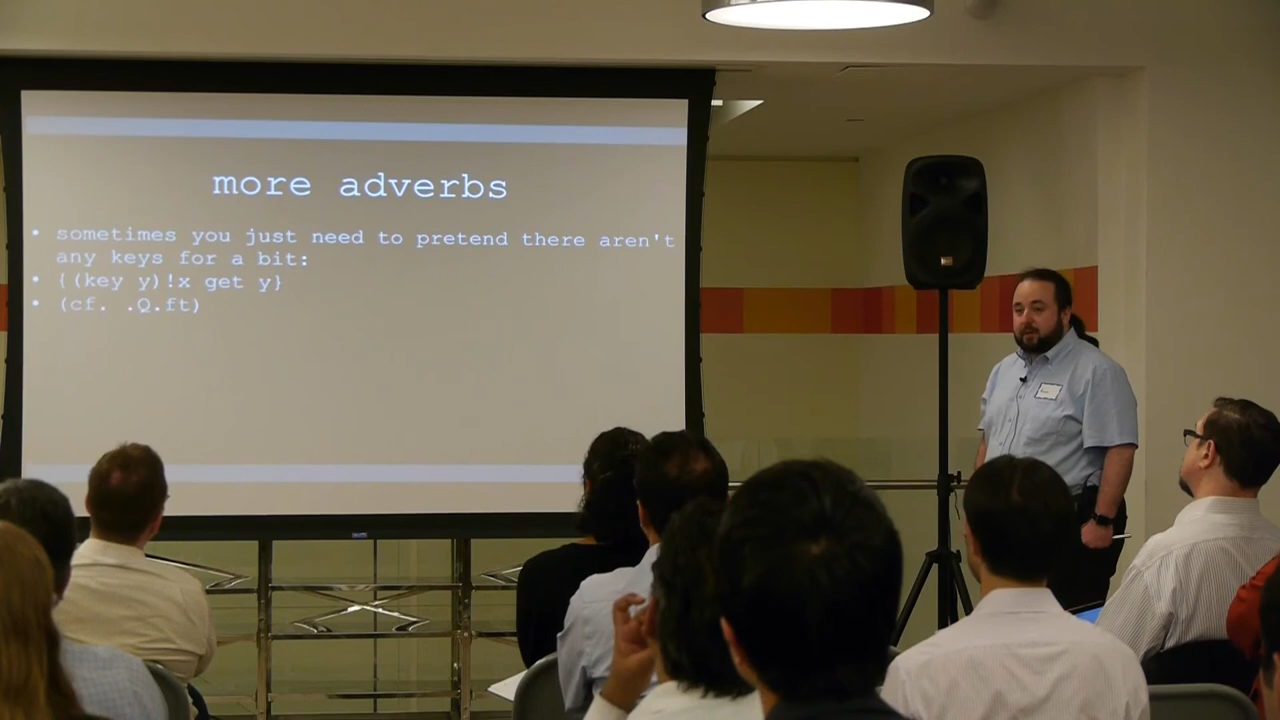 more adverbs
• sometimes you just need to pretend there aren't
any keys for a bit:
• {(key y)!x get y}
• (cf. .Q.ft)